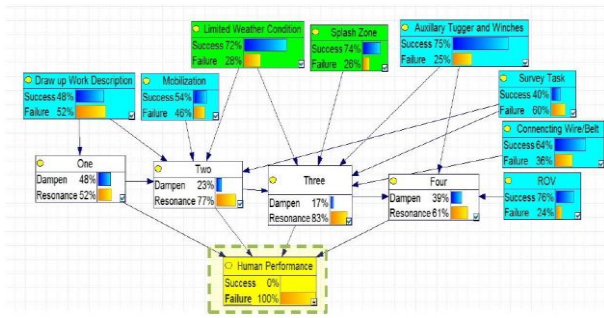 Limited Weather Condition
Success 72%
Failure 28%
Splash Zone
Success 74%
Failure 26%
Auxillary Tugger and Winches
Success 75%
Failure 25%
Draw up Work Description
Success 48%
Failure 52%
Mobilization
Success 54%
Failure 46%
Survey Task
Success 40%
Failure 60%
Connencting Wire/Belt
Success 64%
Failure 36%
One
Dampen 48%
Resonance 52%
Two
Dampen 23%
Resonance 77%
Three
Dampen 17%
Resonance 83%
Four
Dampen 39%
Resonance 61%
ROV
Success 76%
Failure 24%
Human Performance
Success 0%
Failure 100%